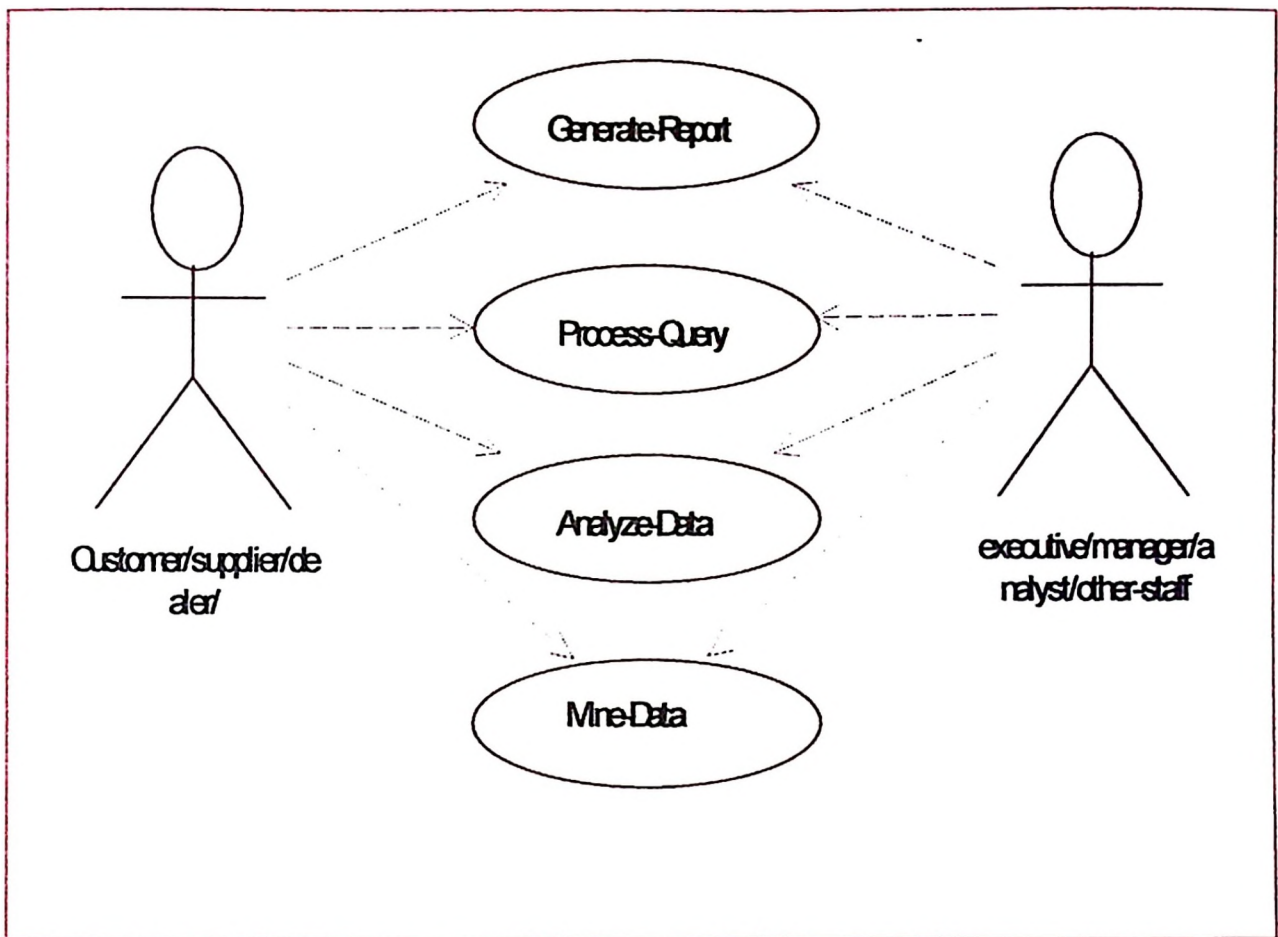 Generate-Report
Process-Query
Analyze-Data
Customer/supplier/de
aler/
executive/manager/a
nalyst/other-staff
Mine-Data